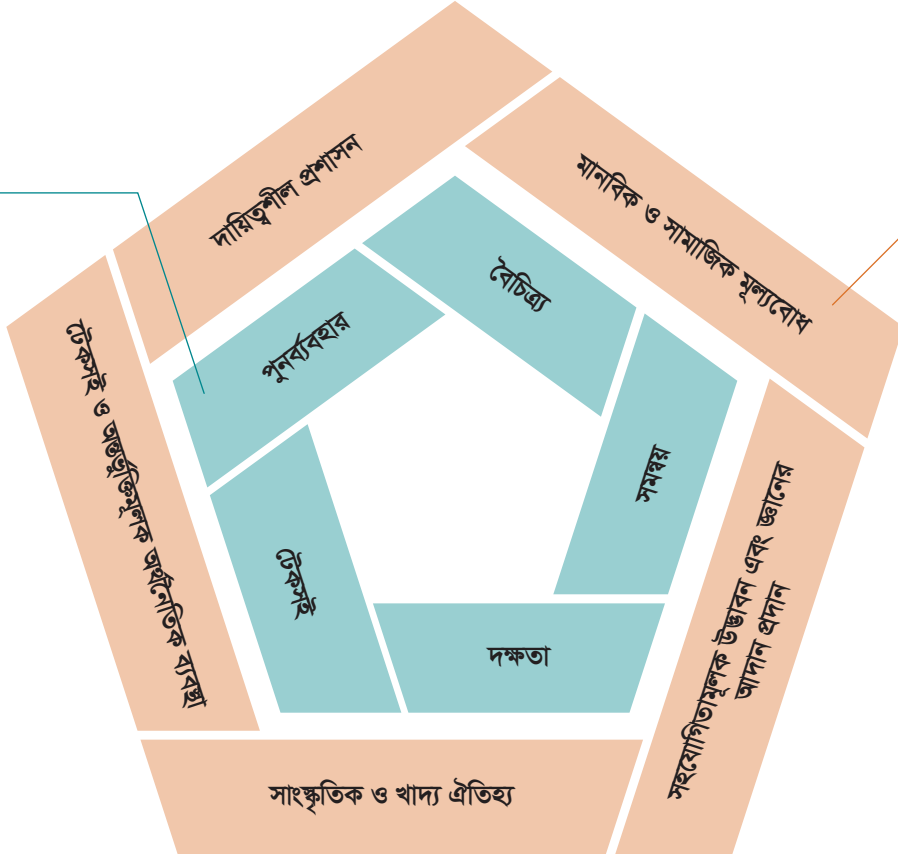 দায়িত্বশীল প্রশাসন
মানবিক ও সামাজিক মূল্যবোধ
বৈচিত্র্য
পুনর্ব্যবহার
টেকসই ও অন্তর্ভুক্তিমূলক অর্থনৈতিক ব্যবস্থা
সমন্বয়
সহযোগিতামূলক উদ্ভাবন এবং জ্ঞানের
আদান প্রদান
টেকসই
দক্ষতা
সাংস্কৃতিক ও খাদ্য ঐতিহ্য